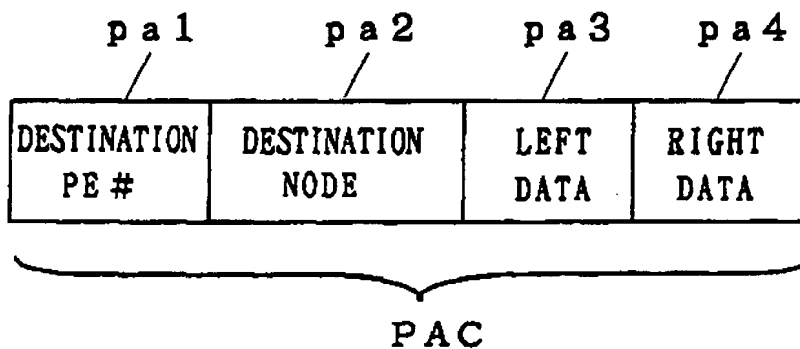 pa1 pa2 pa3 pa4
DESTINATION PE# DESTINATION NODE LEFT DATA RIGHT DATA
PAC